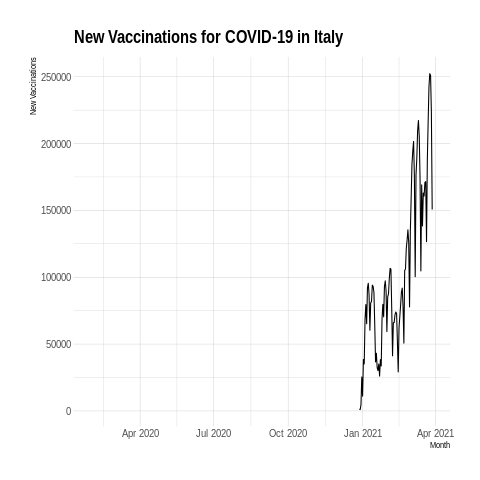 New Vaccinations for COVID-19 in Italy
New Vaccinations
250000
200000
150000
100000
50000
0
Apr 2020 Jul 2020 Oct 2020 Jan 2021 Apr 2021
Month